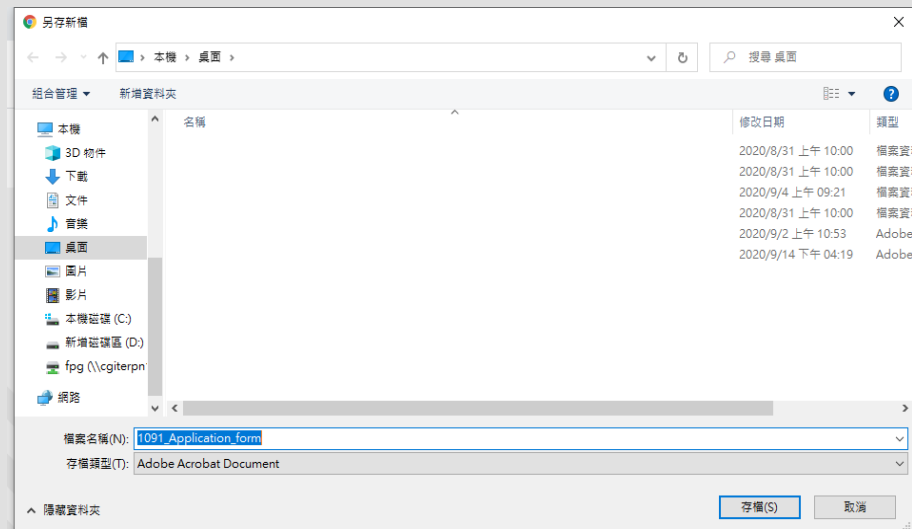 另存新檔
本機 桌面
搜尋 桌面
組合管理 新增資料夾
名稱 修改日期 類型
本機
3D 物件
下載
文件
音樂
桌面
圖片
影片
本機磁碟 (C:)
新增磁碟區 (D:)
fpg (\\cgiterpn
網路
2020/8/31 上午 10:00 檔案資
2020/8/31 上午 10:00 檔案資
2020/9/4 上午 09:21 檔案資
2020/8/31 上午 10:00 檔案資
2020/9/2 上午 10:53 Adobe
2020/9/14 下午 04:19 Adobe
檔案名稱(N): 1091_Application_form
存檔類型(T): Adobe Acrobat Document
隱藏資料夾 存檔(S) 取消